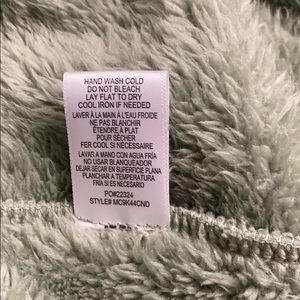 HAND WASH COLD
DO NOT BLEACH
LAY FLAT TO DRY
COOL IRON IF NEEDED
LAVER À LA MAIN À L'EAU FROIDE
NE PAS BLANCHIR
ÉTENDRE À PLAT
POUR SÉCHER
FER COOL SI NÉCESSAIRE
LAVAR A MANO CON AGUA FRÍA
NO USAR BLANQUEADOR
DEJAR SECAR EN SUPERFICIE PLANA
PLANCHAR A TEMPERATURA
FRÍA SI ES NECESARIO
PO#22324
STYLE# MC9K44CND